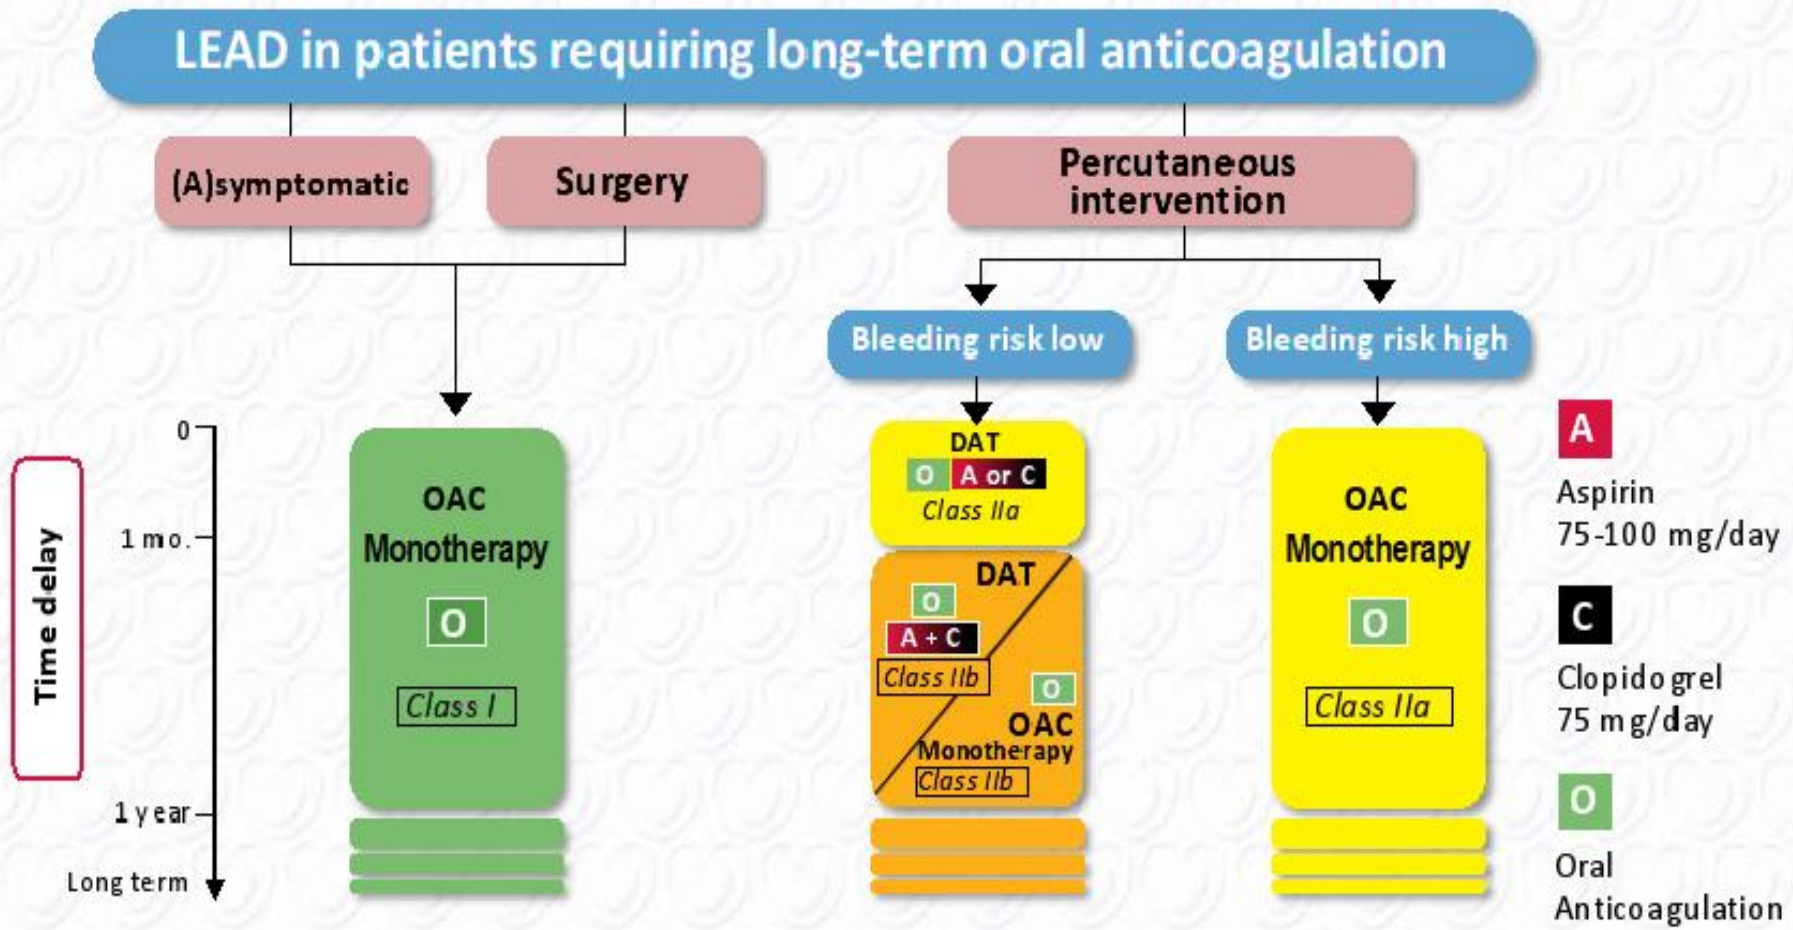 LEAD in patients requiring long-term oral anticoagulation
(A)symptomatic
Surgery
Percutaneous
intervention
Bleeding risk low
Bleeding risk high
Time delay
0
1 mo.
1 year
Long term
OAC
Monotherapy
O
Class I
DAT
O A or C
Class IIa
DAT
O
A + C
Class IIb
O
OAC
Monotherapy
Class IIb
OAC
Monotherapy
O
Class IIa
A
Aspirin
75-100 mg/day
C
Clopidogrel
75 mg/day
O
Oral
Anticoagulation